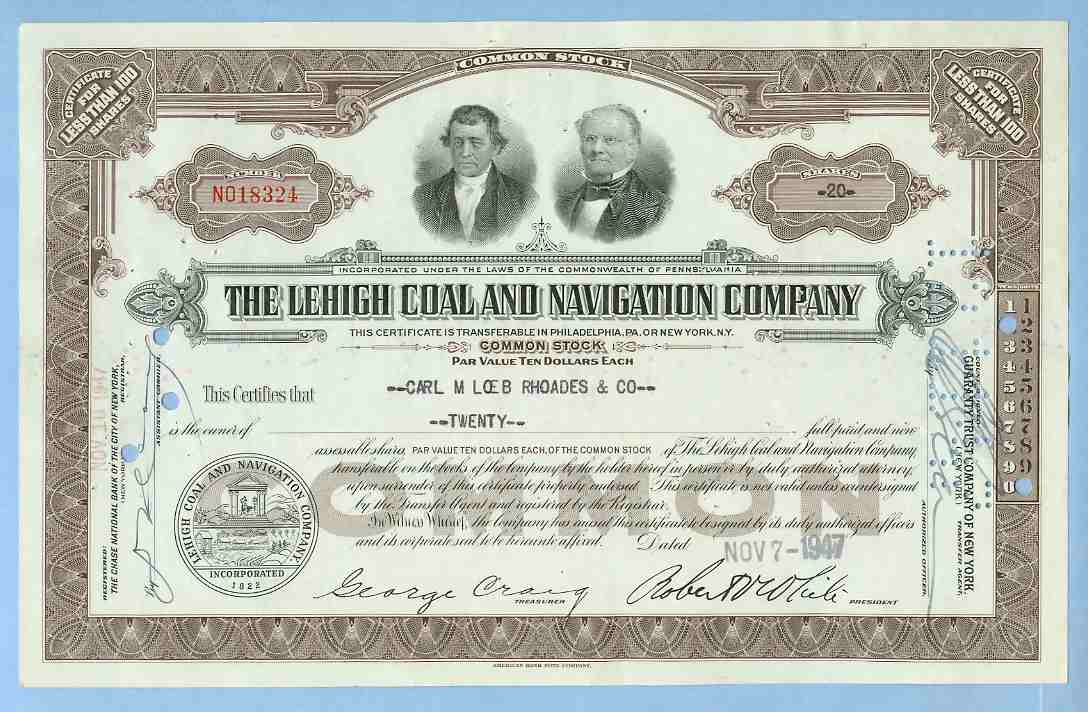 COMMON STOCK
CERTIFICATE
FOR
LESS THAN 100
SHARES
CERTIFICATE
FOR
LESS THAN 100
SHARES
NUMBER
NO18324
SHARES
-20-
INCORPORATED UNDER THE LAWS OF THE COMMONWEALTH OF PENNSYLVANIA
THE LEHIGH COAL AND NAVIGATION COMPANY
THIS CERTIFICATE IS TRANSFERABLE IN PHILADELPHIA, PA. OR NEW YORK, N.Y.
COMMON STOCK
PAR VALUE TEN DOLLARS EACH
This Certifies that --CARL M LŒB RHOADES & CO--
--TWENTY--
is the owner of full paid and non
assessable shares, PAR VALUE TEN DOLLARS EACH, OF THE COMMON STOCK of The Lehigh Coal and Navigation Company
transferable on the books of the Company by the holder hereof in person or by duly authorized attorney,
upon surrender of this certificate properly endorsed. This certificate is not valid unless countersigned
by the Transfer Agent and registered by the Registrar.
In Witness Whereof, the Company has caused this certificate to be signed by its duly authorized officers
and its corporate seal to be hereunto affixed. Dated NOV 7-1947
COMMON
LEHIGH COAL AND NAVIGATION COMPANY
INCORPORATED
1822
George Craig
TREASURER
Robert V White
PRESIDENT
REGISTERED:
THE CHASE NATIONAL BANK OF THE CITY OF NEW YORK,
(NEW YORK)
REGISTRAR,
By
GUARANTY TRUST COMPANY OF NEW YORK
(NEW YORK)
TRANSFER AGENT,
AUTHORIZED OFFICER.
1 1
2
3 3
4 4
5 5
6 6
7 7
8 8
9 9
0
AMERICAN BANK NOTE COMPANY.